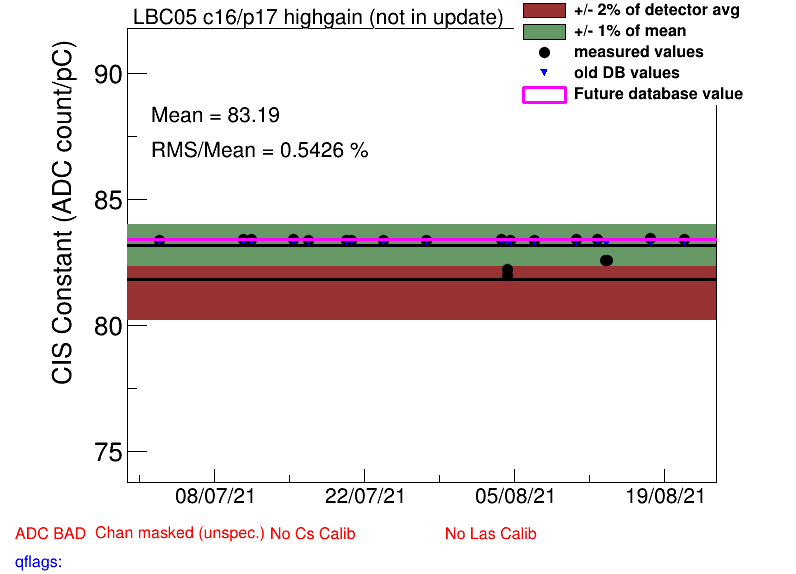 LBC05 c16/p17 highgain (not in update)
+/- 2% of detector avg
+/- 1% of mean
measured values
old DB values
Future database value
Mean = 83.19
RMS/Mean = 0.5426 %
CIS Constant (ADC count/pC)
90
85
80
75
08/07/21 22/07/21 05/08/21 19/08/21
ADC BAD Chan masked (unspec.) No Cs Calib No Las Calib
qflags: